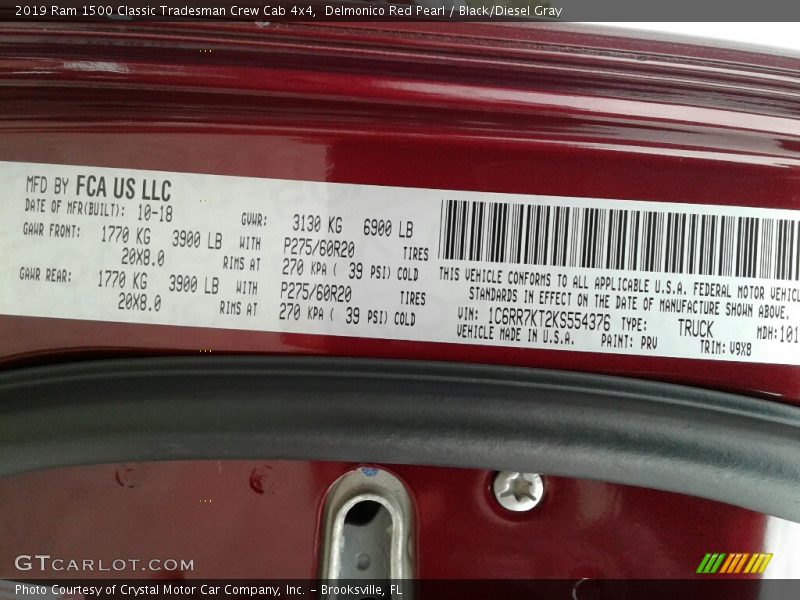 2019 Ram 1500 Classic Tradesman Crew Cab 4x4,  Delmonico Red Pearl / Black/Diesel Gray
MFD BY FCA US LLC
DATE OF MFR(BUILT): 10-18 GVWR: 3130 KG 6900 LB
GAWR FRONT: 1770 KG 3900 LB WITH P275/60R20 TIRES
20X8.0 RIMS AT 270 KPA ( 39 PSI) COLD
GAWR REAR: 1770 KG 3900 LB WITH P275/60R20 TIRES
20X8.0 RIMS AT 270 KPA ( 39 PSI) COLD
THIS VEHICLE CONFORMS TO ALL APPLICABLE U.S.A. FEDERAL MOTOR VEHICL
STANDARDS IN EFFECT ON THE DATE OF MANUFACTURE SHOWN ABOVE.
VIN: 1C6RR7KT2KS554376 TYPE: TRUCK MDH:101
VEHICLE MADE IN U.S.A. PAINT: PRV TRIM: V9X8
GTCARLOT.COM
Photo Courtesy of Crystal Motor Car Company, Inc. – Brooksville, FL